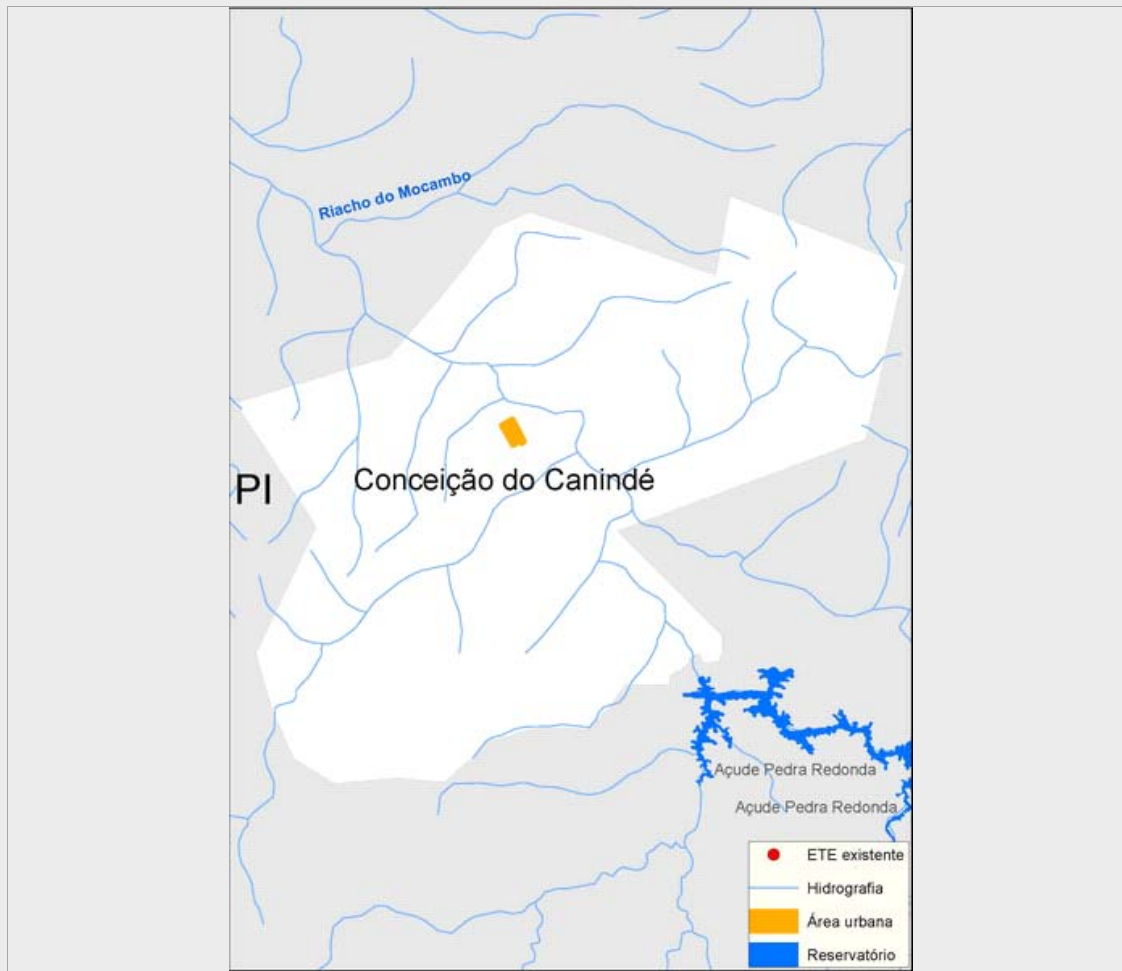 Riacho do Mocambo
PI
Conceição do Canindé
Açude Pedra Redonda
Açude Pedra Redonda
ETE existente
Hidrografia
Área urbana
Reservatório